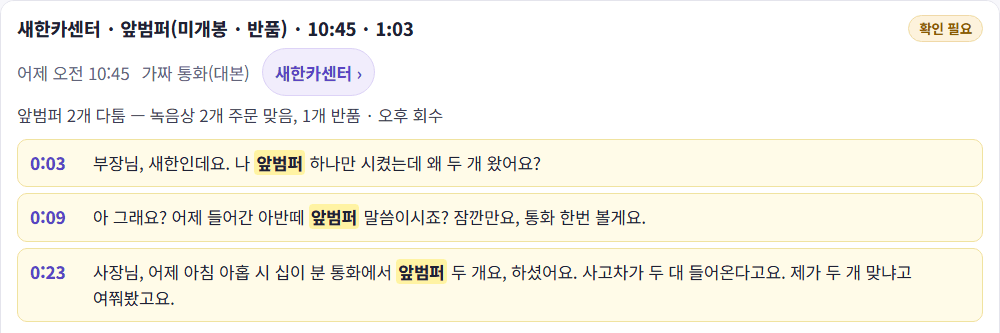 새한카센터 · 앞범퍼(미개봉 · 반품) · 10:45 · 1:03
확인 필요
어제 오전 10:45 가짜 통화(대본) 새한카센터 ›
앞범퍼 2개 다툼 — 녹음상 2개 주문 맞음, 1개 반품 · 오후 회수
0:03 부장님, 새한인데요. 나 앞범퍼 하나만 시켰는데 왜 두 개 왔어요?
0:09 아 그래요? 어제 들어간 아반떼 앞범퍼 말씀이시죠? 잠깐만요, 통화 한번 볼게요.
0:23 사장님, 어제 아침 아홉 시 십이 분 통화에서 앞범퍼 두 개요, 하셨어요. 사고차가 두 대 들어온다고요. 제가 두 개 맞냐고
여쭤봤고요.